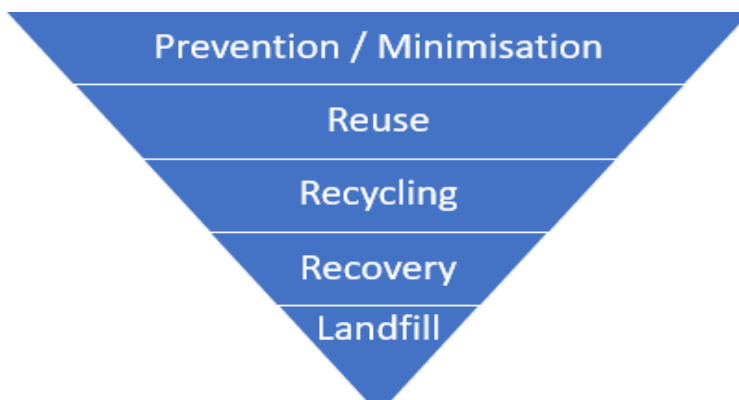 Prevention / Minimisation
Reuse
Recycling
Recovery
Landfill